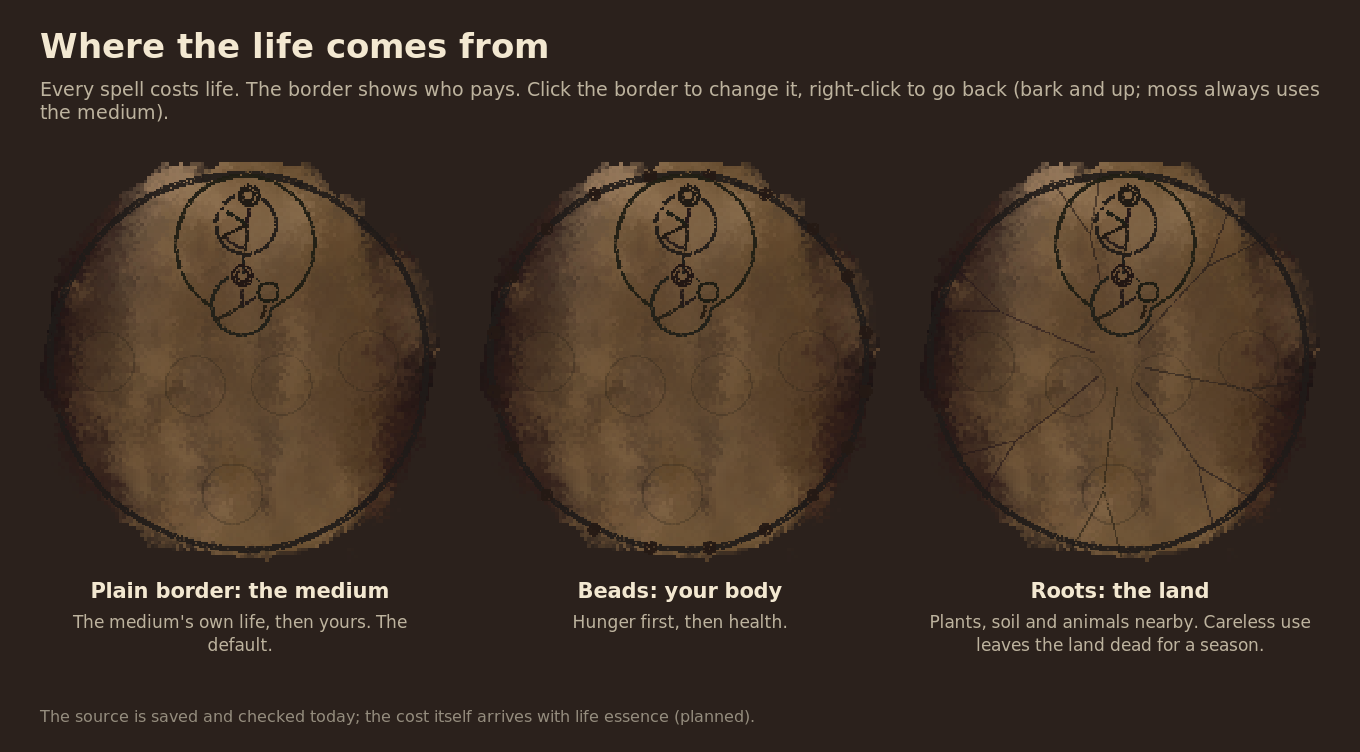 Where the life comes from
Every spell costs life. The border shows who pays. Click the border to change it, right-click to go back (bark and up; moss always uses
the medium).
Plain border: the medium
The medium's own life, then yours. The
default.
Beads: your body
Hunger first, then health.
Roots: the land
Plants, soil and animals nearby. Careless use
leaves the land dead for a season.
The source is saved and checked today; the cost itself arrives with life essence (planned).